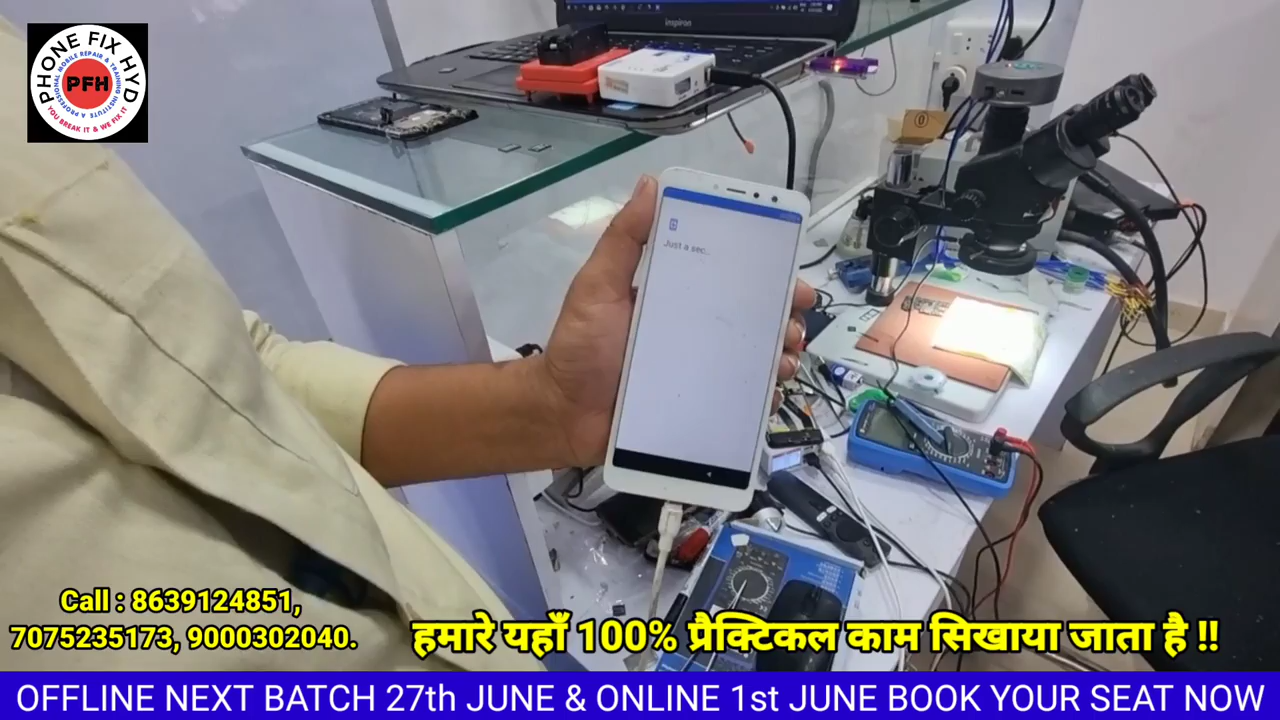 PHONE FIX HYD
A PROFESSIONAL MOBILE REPAIR & TRAINING INSTITUTE
PFH
YOU BREAK IT & WE FIX IT
inspiron
Just a sec...
Call : 8639124851,
7075235173, 9000302040.
हमारे यहाँ 100% प्रैक्टिकल काम सिखाया जाता है !!
OFFLINE NEXT BATCH 27th JUNE & ONLINE 1st JUNE BOOK YOUR SEAT NOW